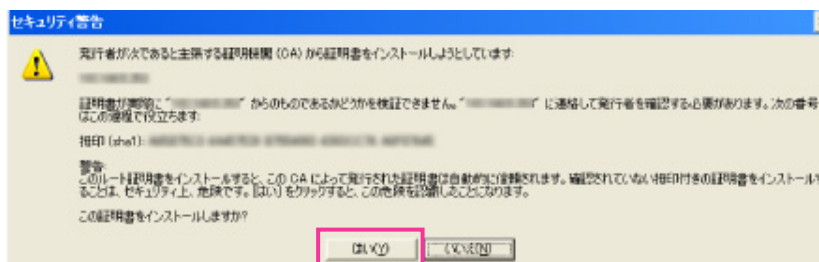 セキュリティ警告
発行者が次であると主張する証明機関 (CA) から証明書をインストールしようとしています:
証明書が実際に "" からのものであるかどうかを検証できません。"" に連絡して発行者を確認する必要があります。次の番号
はこの過程で役立ちます:
拇印 (sha1):
警告:
このルート証明書をインストールすると、この CA によって発行された証明書は自動的に信頼されます。確認されていない拇印付きの証明書をインストールす
ることは、セキュリティ上、危険です。[はい] をクリックすると、この危険を認識したことになります。
この証明書をインストールしますか?
はい(Y) いいえ(N)